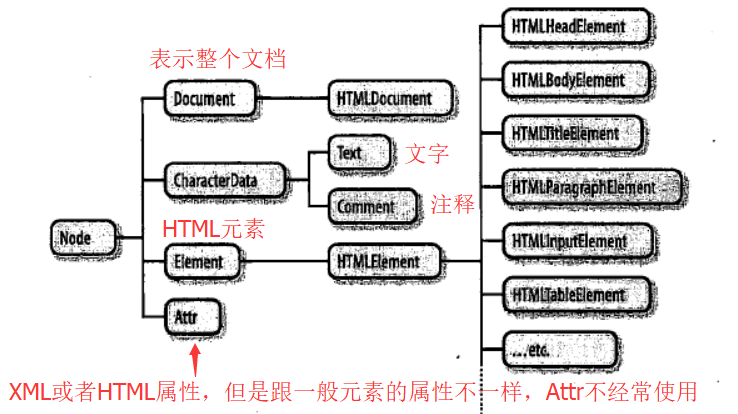 表示整个文档
Document
HTMLDocument
CharacterData
Text
文字
Comment
注释
Node
HTML元素
Element
HTMLElement
Attr
HTMLHeadElement
HTMLBodyElement
HTMLTitleElement
HTMLParagraphElement
HTMLInputElement
HTMLTableElement
...etc.
XML或者HTML属性，但是跟一般元素的属性不一样，Attr不经常使用